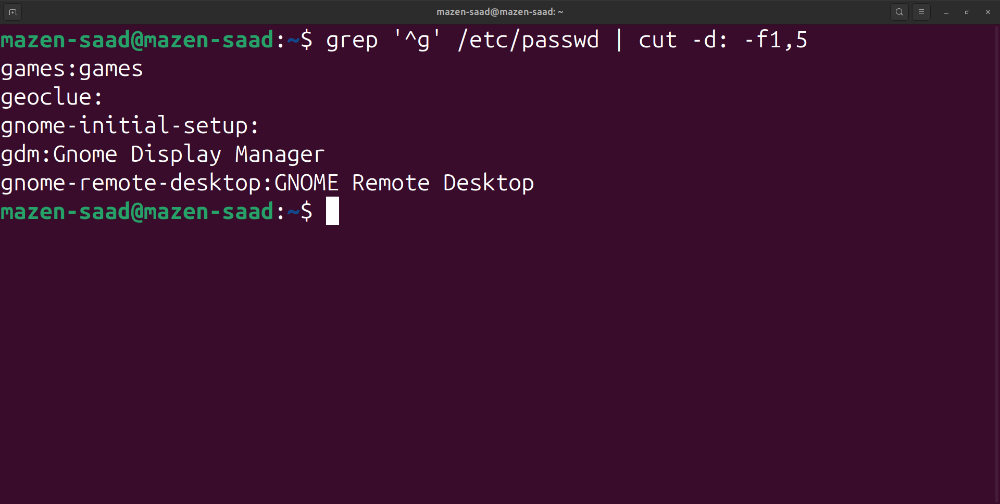 mazen-saad@mazen-saad: ~
mazen-saad@mazen-saad:~$ grep '^g' /etc/passwd | cut -d: -f1,5
games:games
geoclue:
gnome-initial-setup:
gdm:Gnome Display Manager
gnome-remote-desktop:GNOME Remote Desktop
mazen-saad@mazen-saad:~$